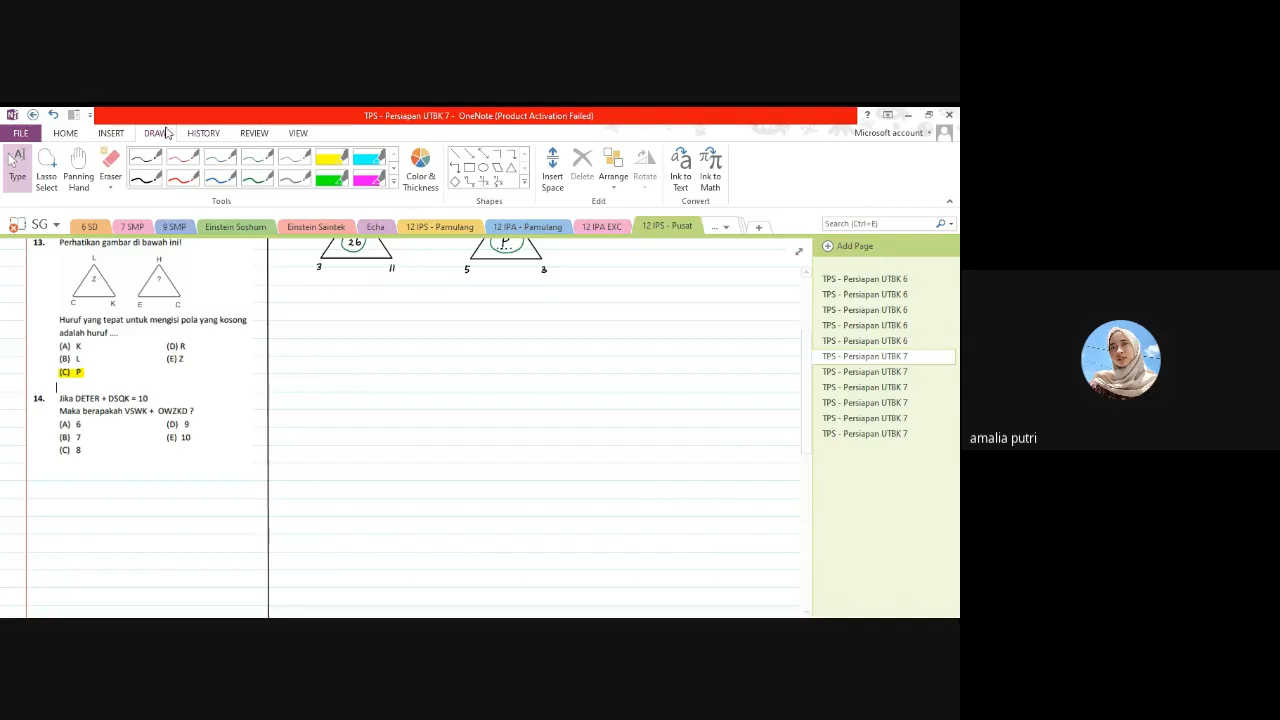 TPS - Persiapan UTBK 7 - OneNote (Product Activation Failed)
FILE HOME INSERT DRAW HISTORY REVIEW VIEW
Microsoft account
Type
Lasso Select
Panning Hand
Eraser
Color & Thickness
Insert Space
Delete
Arrange
Rotate
Ink to Text
Ink to Math
Tools
Shapes
Edit
Convert
SG
6 SD
7 SMP
9 SMP
Einstein Soshum
Einstein Saintek
Echa
12 IPS - Pamulang
12 IPA - Pamulang
12 IPA EXC
12 IPS - Pusat
...
Search (Ctrl+E)
Add Page
TPS - Persiapan UTBK 6
TPS - Persiapan UTBK 6
TPS - Persiapan UTBK 6
TPS - Persiapan UTBK 6
TPS - Persiapan UTBK 6
TPS - Persiapan UTBK 7
TPS - Persiapan UTBK 7
TPS - Persiapan UTBK 7
TPS - Persiapan UTBK 7
TPS - Persiapan UTBK 7
TPS - Persiapan UTBK 7
13. Perhatikan gambar di bawah ini!
L H
Z ?
C K E C
Huruf yang tepat untuk mengisi pola yang kosong
adalah huruf ....
(A) K (D) R
(B) L (E) Z
(C) P
14. Jika DETER + DSQK = 10
Maka berapakah VSWK + OWZKD ?
(A) 6 (D) 9
(B) 7 (E) 10
(C) 8
26 P
3 11 5 3
amalia putri